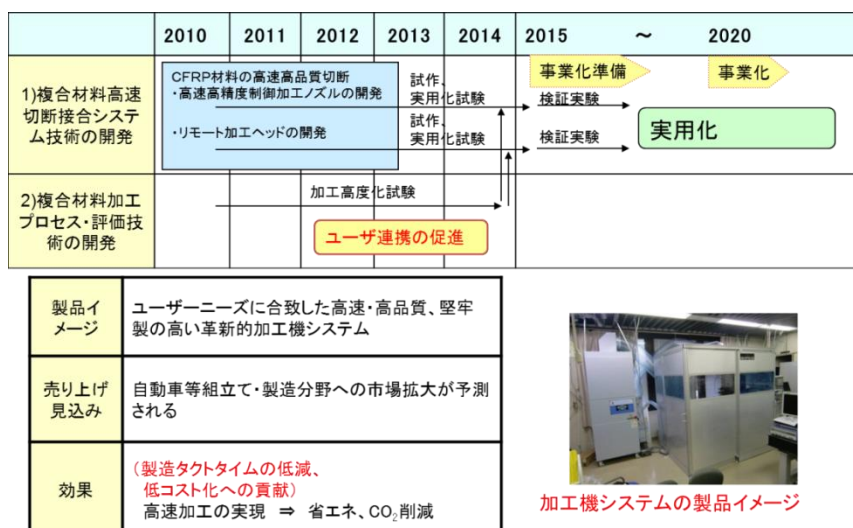 2010 2011 2012 2013 2014 2015 ～ 2020
1)複合材料高速
切断接合システ
ム技術の開発
CFRP材料の高速高品質切断
・高速高精度制御加工ノズルの開発
・リモート加工ヘッドの開発
試作、
実用化試験
試作、
実用化試験
事業化準備
事業化
検証実験
検証実験
実用化
2)複合材料加工
プロセス・評価技
術の開発
加工高度化試験
ユーザ連携の促進
製品イ
メージ
ユーザーニーズに合致した高速・高品質、堅牢
製の高い革新的加工機システム
売り上げ
見込み
自動車等組立て・製造分野への市場拡大が予測
される
効果
(製造タクトタイムの低減、
低コスト化への貢献)
高速加工の実現 ⇒ 省エネ、CO₂削減
加工機システムの製品イメージ